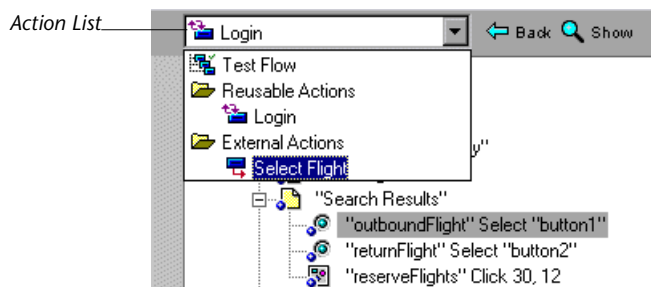 Action List
Login
Back
Show
Test Flow
Reusable Actions
Login
External Actions
y"
Select Flight
"Search Results"
"outboundFlight" Select "button1"
"returnFlight" Select "button2"
"reserveFlights" Click 30, 12